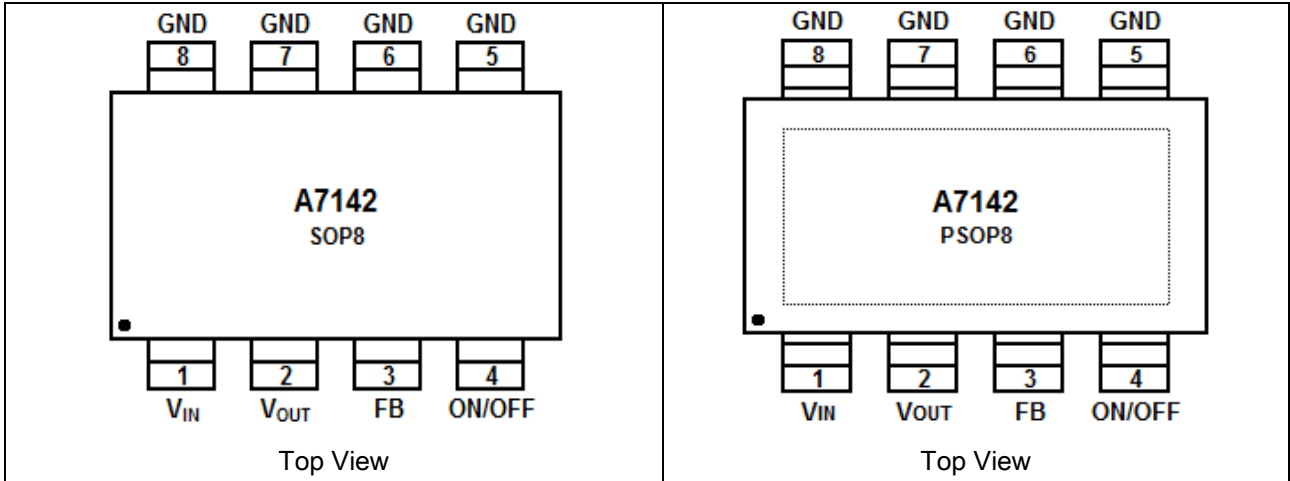 GND GND GND GND
8 7 6 5
A7142
SOP8
1 2 3 4
VIN VOUT FB ON/OFF
Top View
GND GND GND GND
8 7 6 5
A7142
PSOP8
1 2 3 4
VIN VOUT FB ON/OFF
Top View